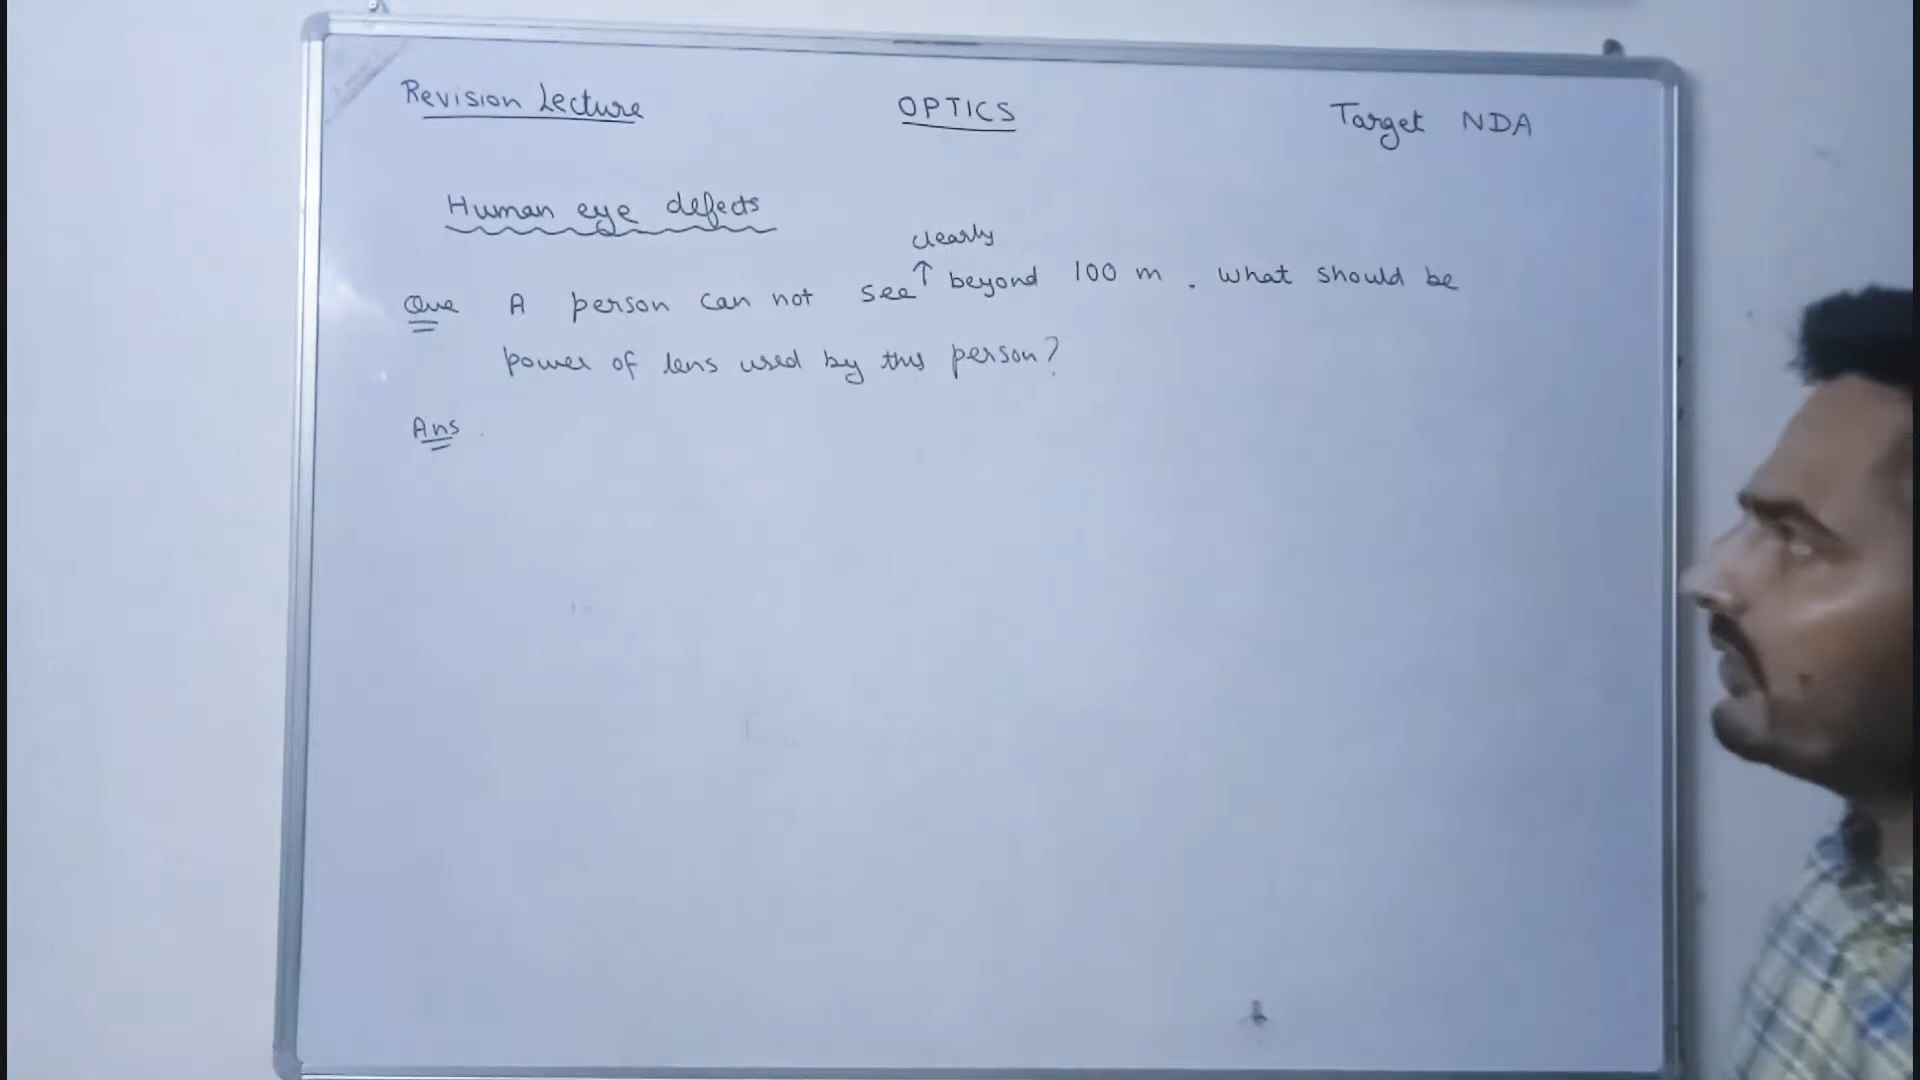 Revision Lecture
OPTICS
Target NDA
Human eye defects
clearly
Que A person can not see ↑ beyond 100 m . What should be
power of lens used by this person?
Ans